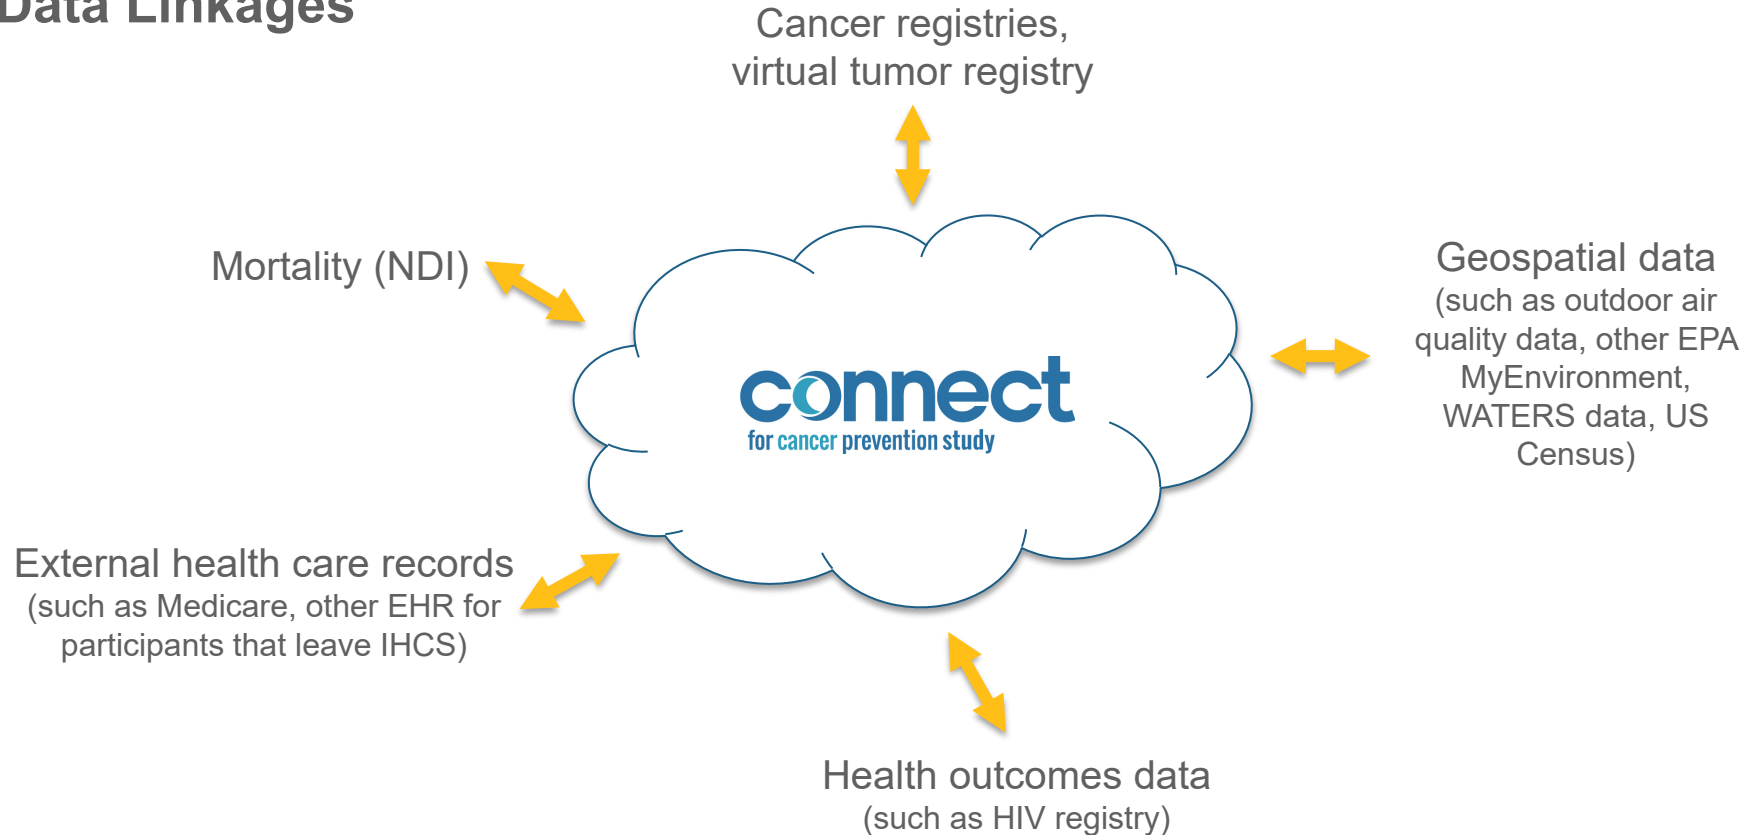 Data Linkages
Cancer registries,
virtual tumor registry
Mortality (NDI)
Geospatial data
(such as outdoor air
quality data, other EPA
MyEnvironment,
WATERS data, US
Census)
connect
for cancer prevention study
External health care records
(such as Medicare, other EHR for
participants that leave IHCS)
Health outcomes data
(such as HIV registry)